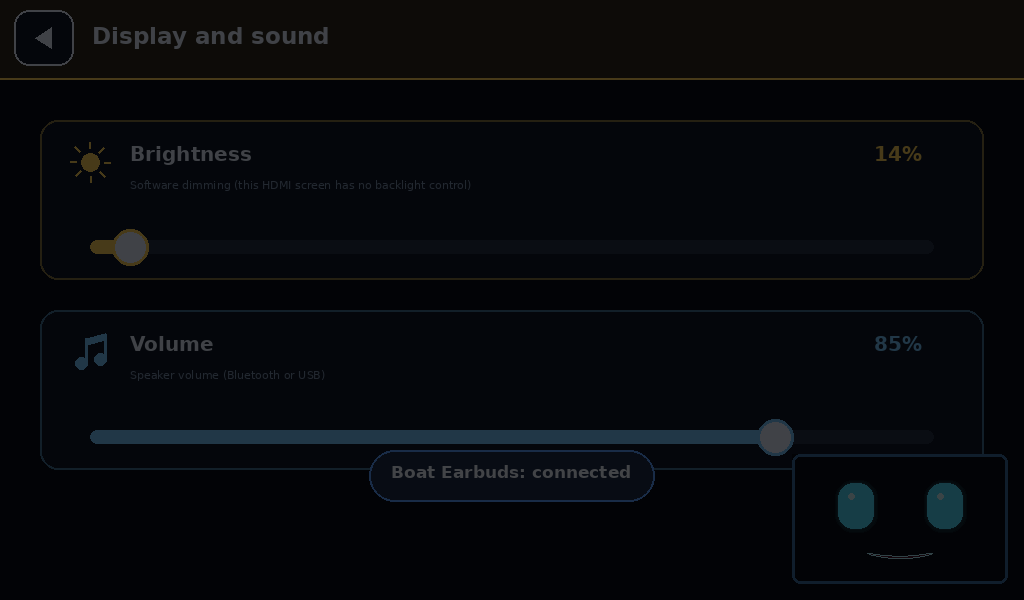 Display and sound
Brightness
14%
Software dimming (this HDMI screen has no backlight control)
Volume
85%
Speaker volume (Bluetooth or USB)
Boat Earbuds: connected